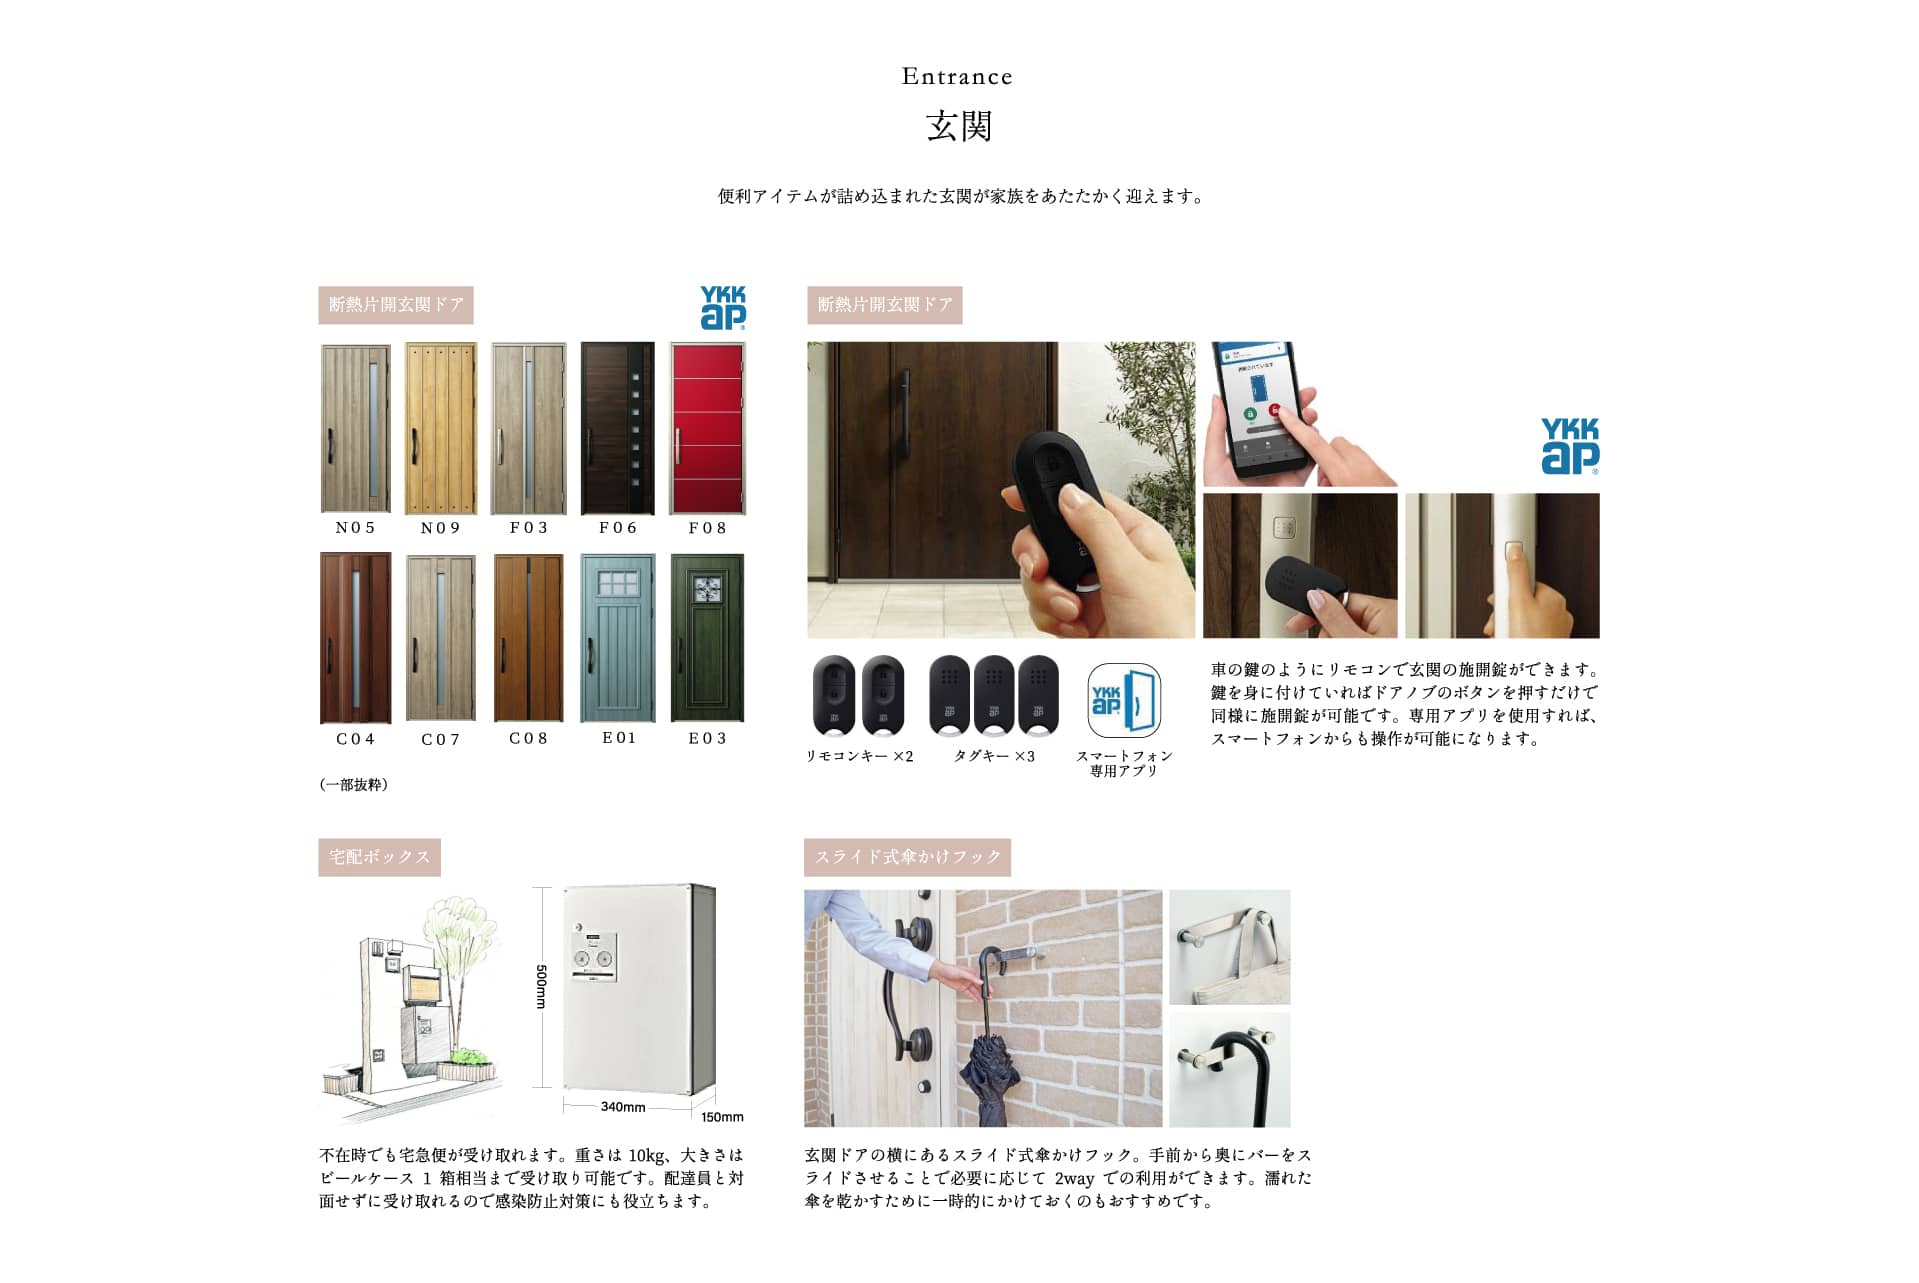 Entrance
玄関
便利アイテムが詰め込まれた玄関が家族をあたたかく迎えます。
断熱片開玄関ドア
YKK
ap
N05
N09
F03
F06
F08
C04
C07
C08
E01
E03
（一部抜粋）
断熱片開玄関ドア
YKK
ap
リモコンキー ×2
YKK
ap
YKK
ap
YKK
ap
タグキー ×3
YKK
ap
スマートフォン
専用アプリ
車の鍵のようにリモコンで玄関の施開錠ができます。
鍵を身に付けていればドアノブのボタンを押すだけで
同様に施開錠が可能です。専用アプリを使用すれば、
スマートフォンからも操作が可能になります。
宅配ボックス
29
500mm
340mm
150mm
不在時でも宅急便が受け取れます。重さは 10kg、大きさは
ビールケース 1 箱相当まで受け取り可能です。配達員と対
面せずに受け取れるので感染防止対策にも役立ちます。
スライド式傘かけフック
玄関ドアの横にあるスライド式傘かけフック。手前から奥にバーをス
ライドさせることで必要に応じて 2way での利用ができます。濡れた
傘を乾かすために一時的にかけておくのもおすすめです。